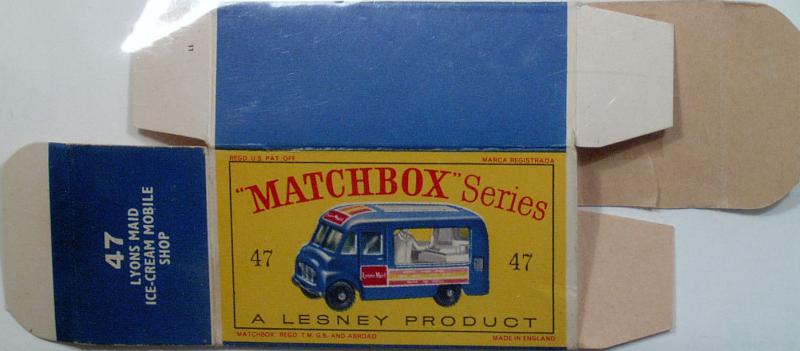 47
LYONS MAID
ICE-CREAM MOBILE
SHOP
REGD. U.S. PAT. OFF. MARCA REGISTRADA
"MATCHBOX" Series
47 47
Lyons Maid
A LESNEY PRODUCT
"MATCHBOX" REGD. T.M. G.B. AND ABROAD MADE IN ENGLAND